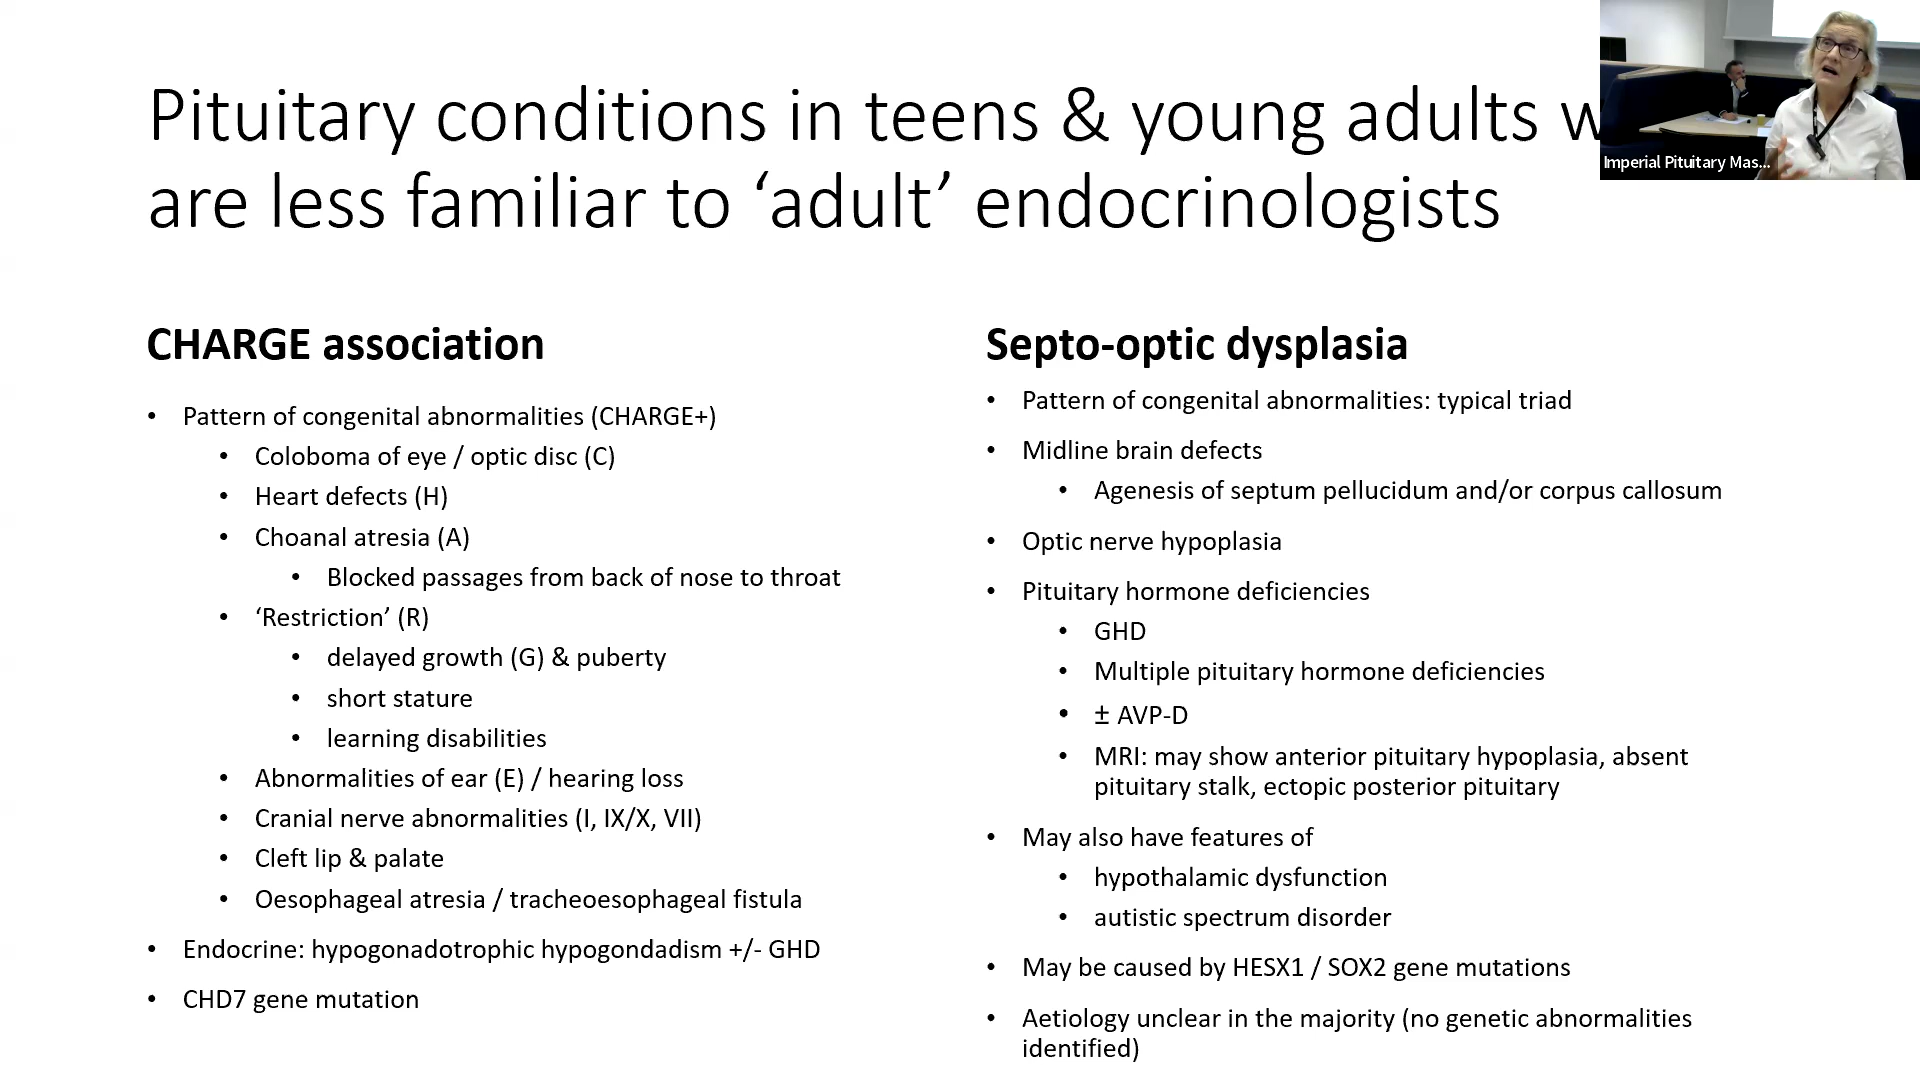 Pituitary conditions in teens & young adults
are less familiar to ‘adult’ endocrinologists
Imperial Pituitary Mas...
CHARGE association
• Pattern of congenital abnormalities (CHARGE+)
• Coloboma of eye / optic disc (C)
• Heart defects (H)
• Choanal atresia (A)
• Blocked passages from back of nose to throat
• ‘Restriction’ (R)
• delayed growth (G) & puberty
• short stature
• learning disabilities
• Abnormalities of ear (E) / hearing loss
• Cranial nerve abnormalities (I, IX/X, VII)
• Cleft lip & palate
• Oesophageal atresia / tracheoesophageal fistula
• Endocrine: hypogonadotrophic hypogondadism +/- GHD
• CHD7 gene mutation
Septo-optic dysplasia
• Pattern of congenital abnormalities: typical triad
• Midline brain defects
• Agenesis of septum pellucidum and/or corpus callosum
• Optic nerve hypoplasia
• Pituitary hormone deficiencies
• GHD
• Multiple pituitary hormone deficiencies
• ± AVP-D
• MRI: may show anterior pituitary hypoplasia, absent
pituitary stalk, ectopic posterior pituitary
• May also have features of
• hypothalamic dysfunction
• autistic spectrum disorder
• May be caused by HESX1 / SOX2 gene mutations
• Aetiology unclear in the majority (no genetic abnormalities
identified)